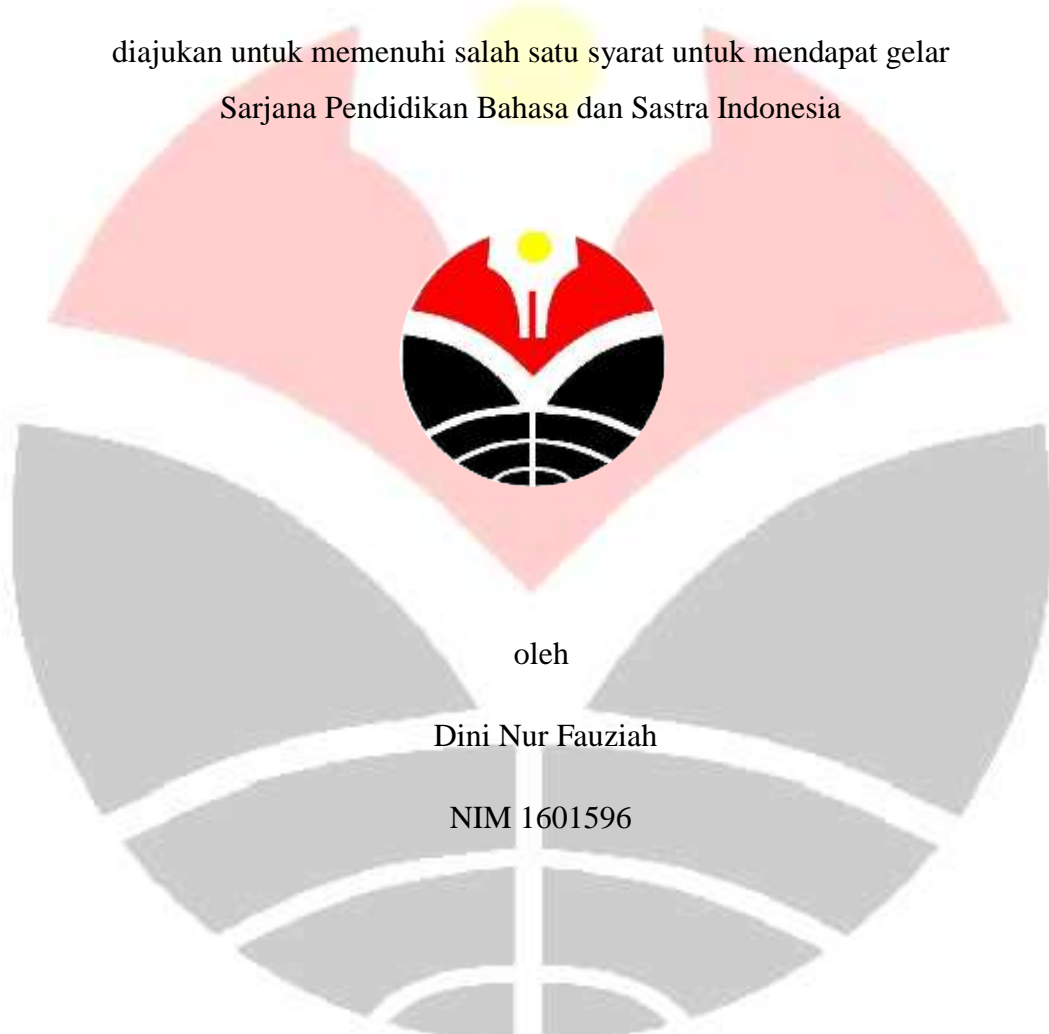 diajukan untuk memenuhi salah satu syarat untuk mendapat gelar
Sarjana Pendidikan Bahasa dan Sastra Indonesia
oleh
Dini Nur Fauziah
NIM 1601596